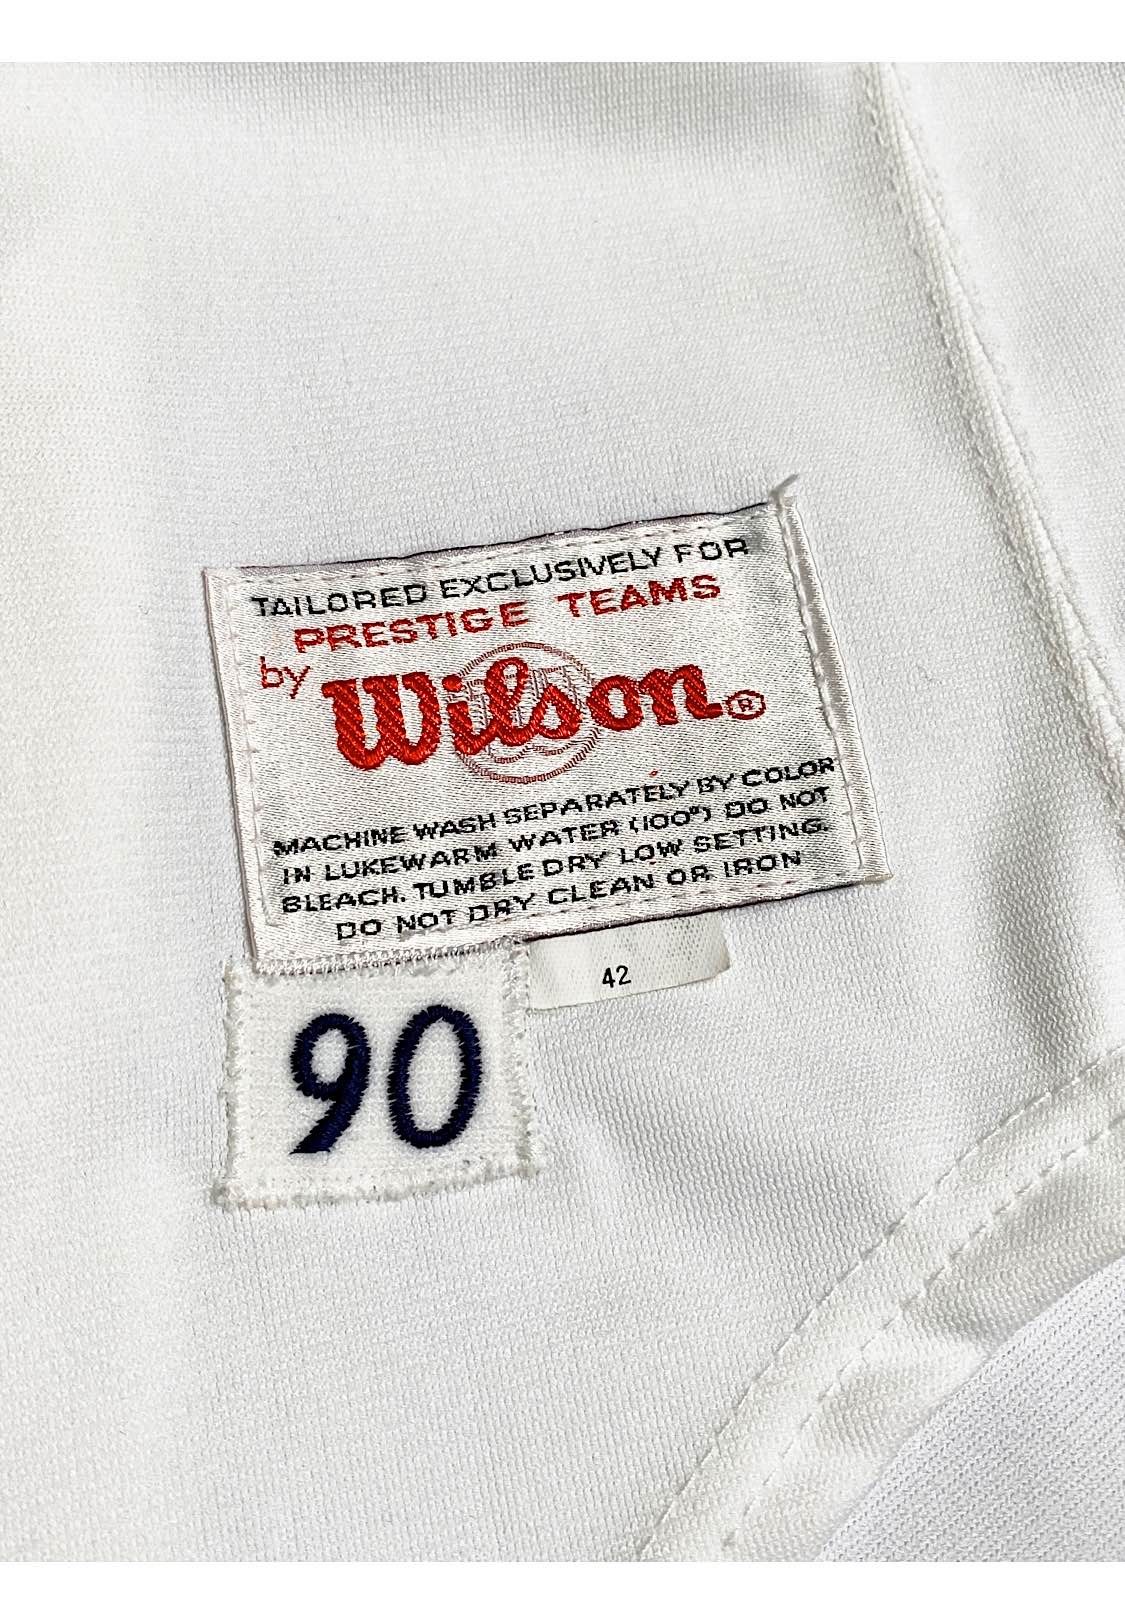 TAILORED EXCLUSIVELY FOR
PRESTIGE TEAMS
by Wilson®
MACHINE WASH SEPARATELY BY COLOR
IN LUKEWARM WATER (100°) DO NOT
BLEACH. TUMBLE DRY LOW SETTING.
DO NOT DRY CLEAN OR IRON
42
90